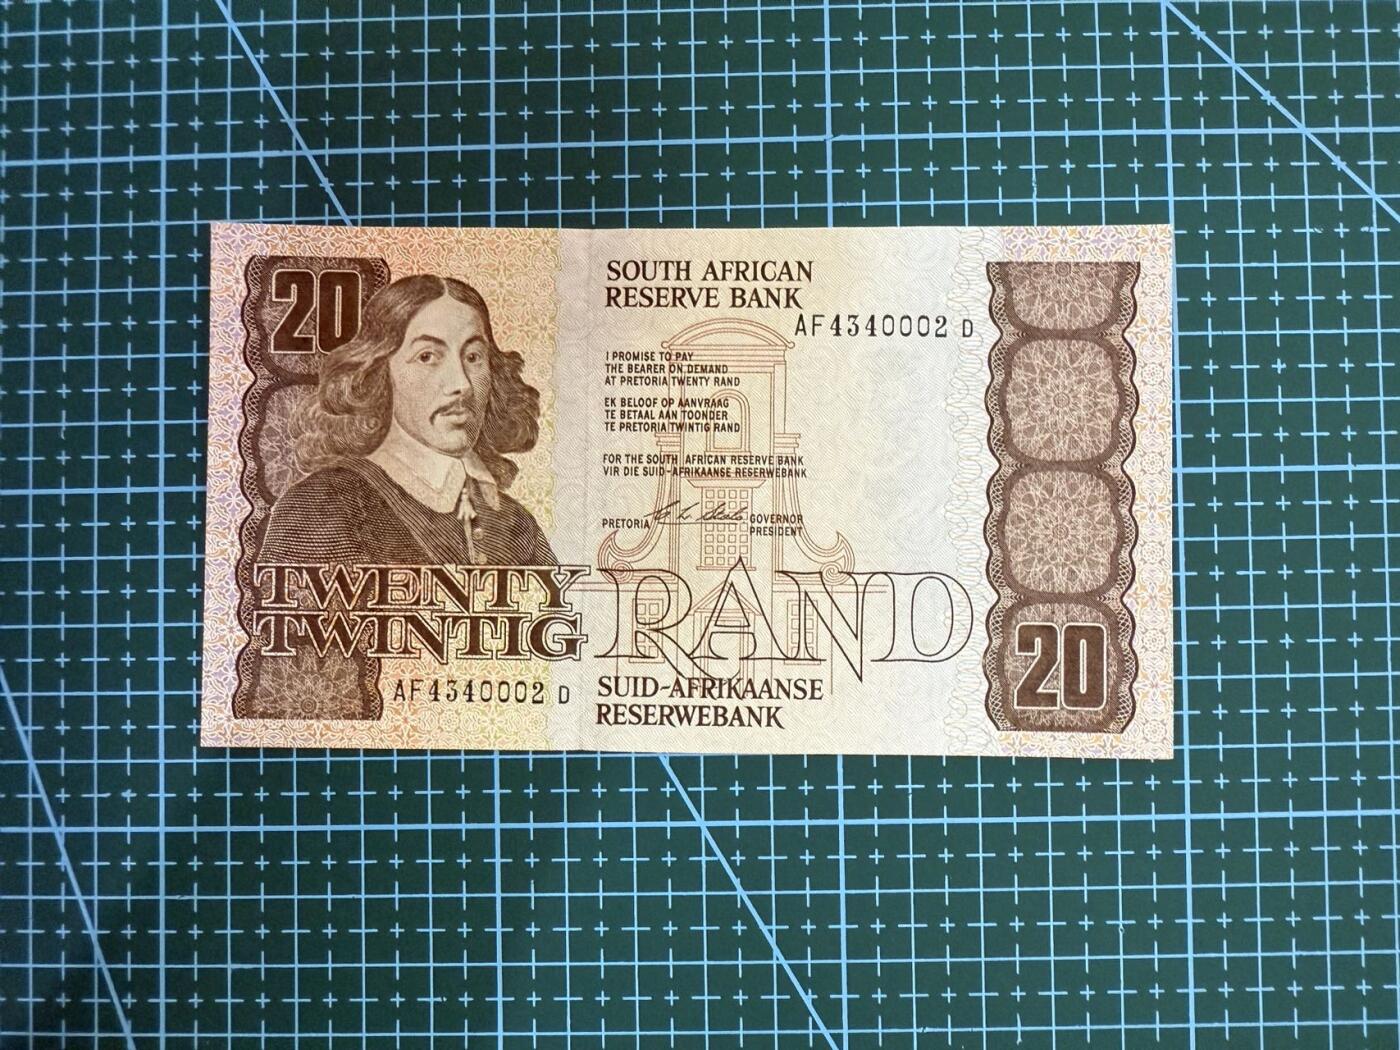 20
SOUTH AFRICAN
RESERVE BANK
AF4340002 D
I PROMISE TO PAY
THE BEARER ON DEMAND
AT PRETORIA TWENTY RAND
EK BELOOF OP AANVRAAG
TE BETAAL AAN TOONDER
TE PRETORIA TWINTIG RAND
FOR THE SOUTH AFRICAN RESERVE BANK
VIR DIE SUID-AFRIKAANSE RESERWEBANK
PRETORIA
GOVERNOR
PRESIDENT
TWENTY
TWINTIG
RAND
AF4340002 D
SUID-AFRIKAANSE
RESERWEBANK
20